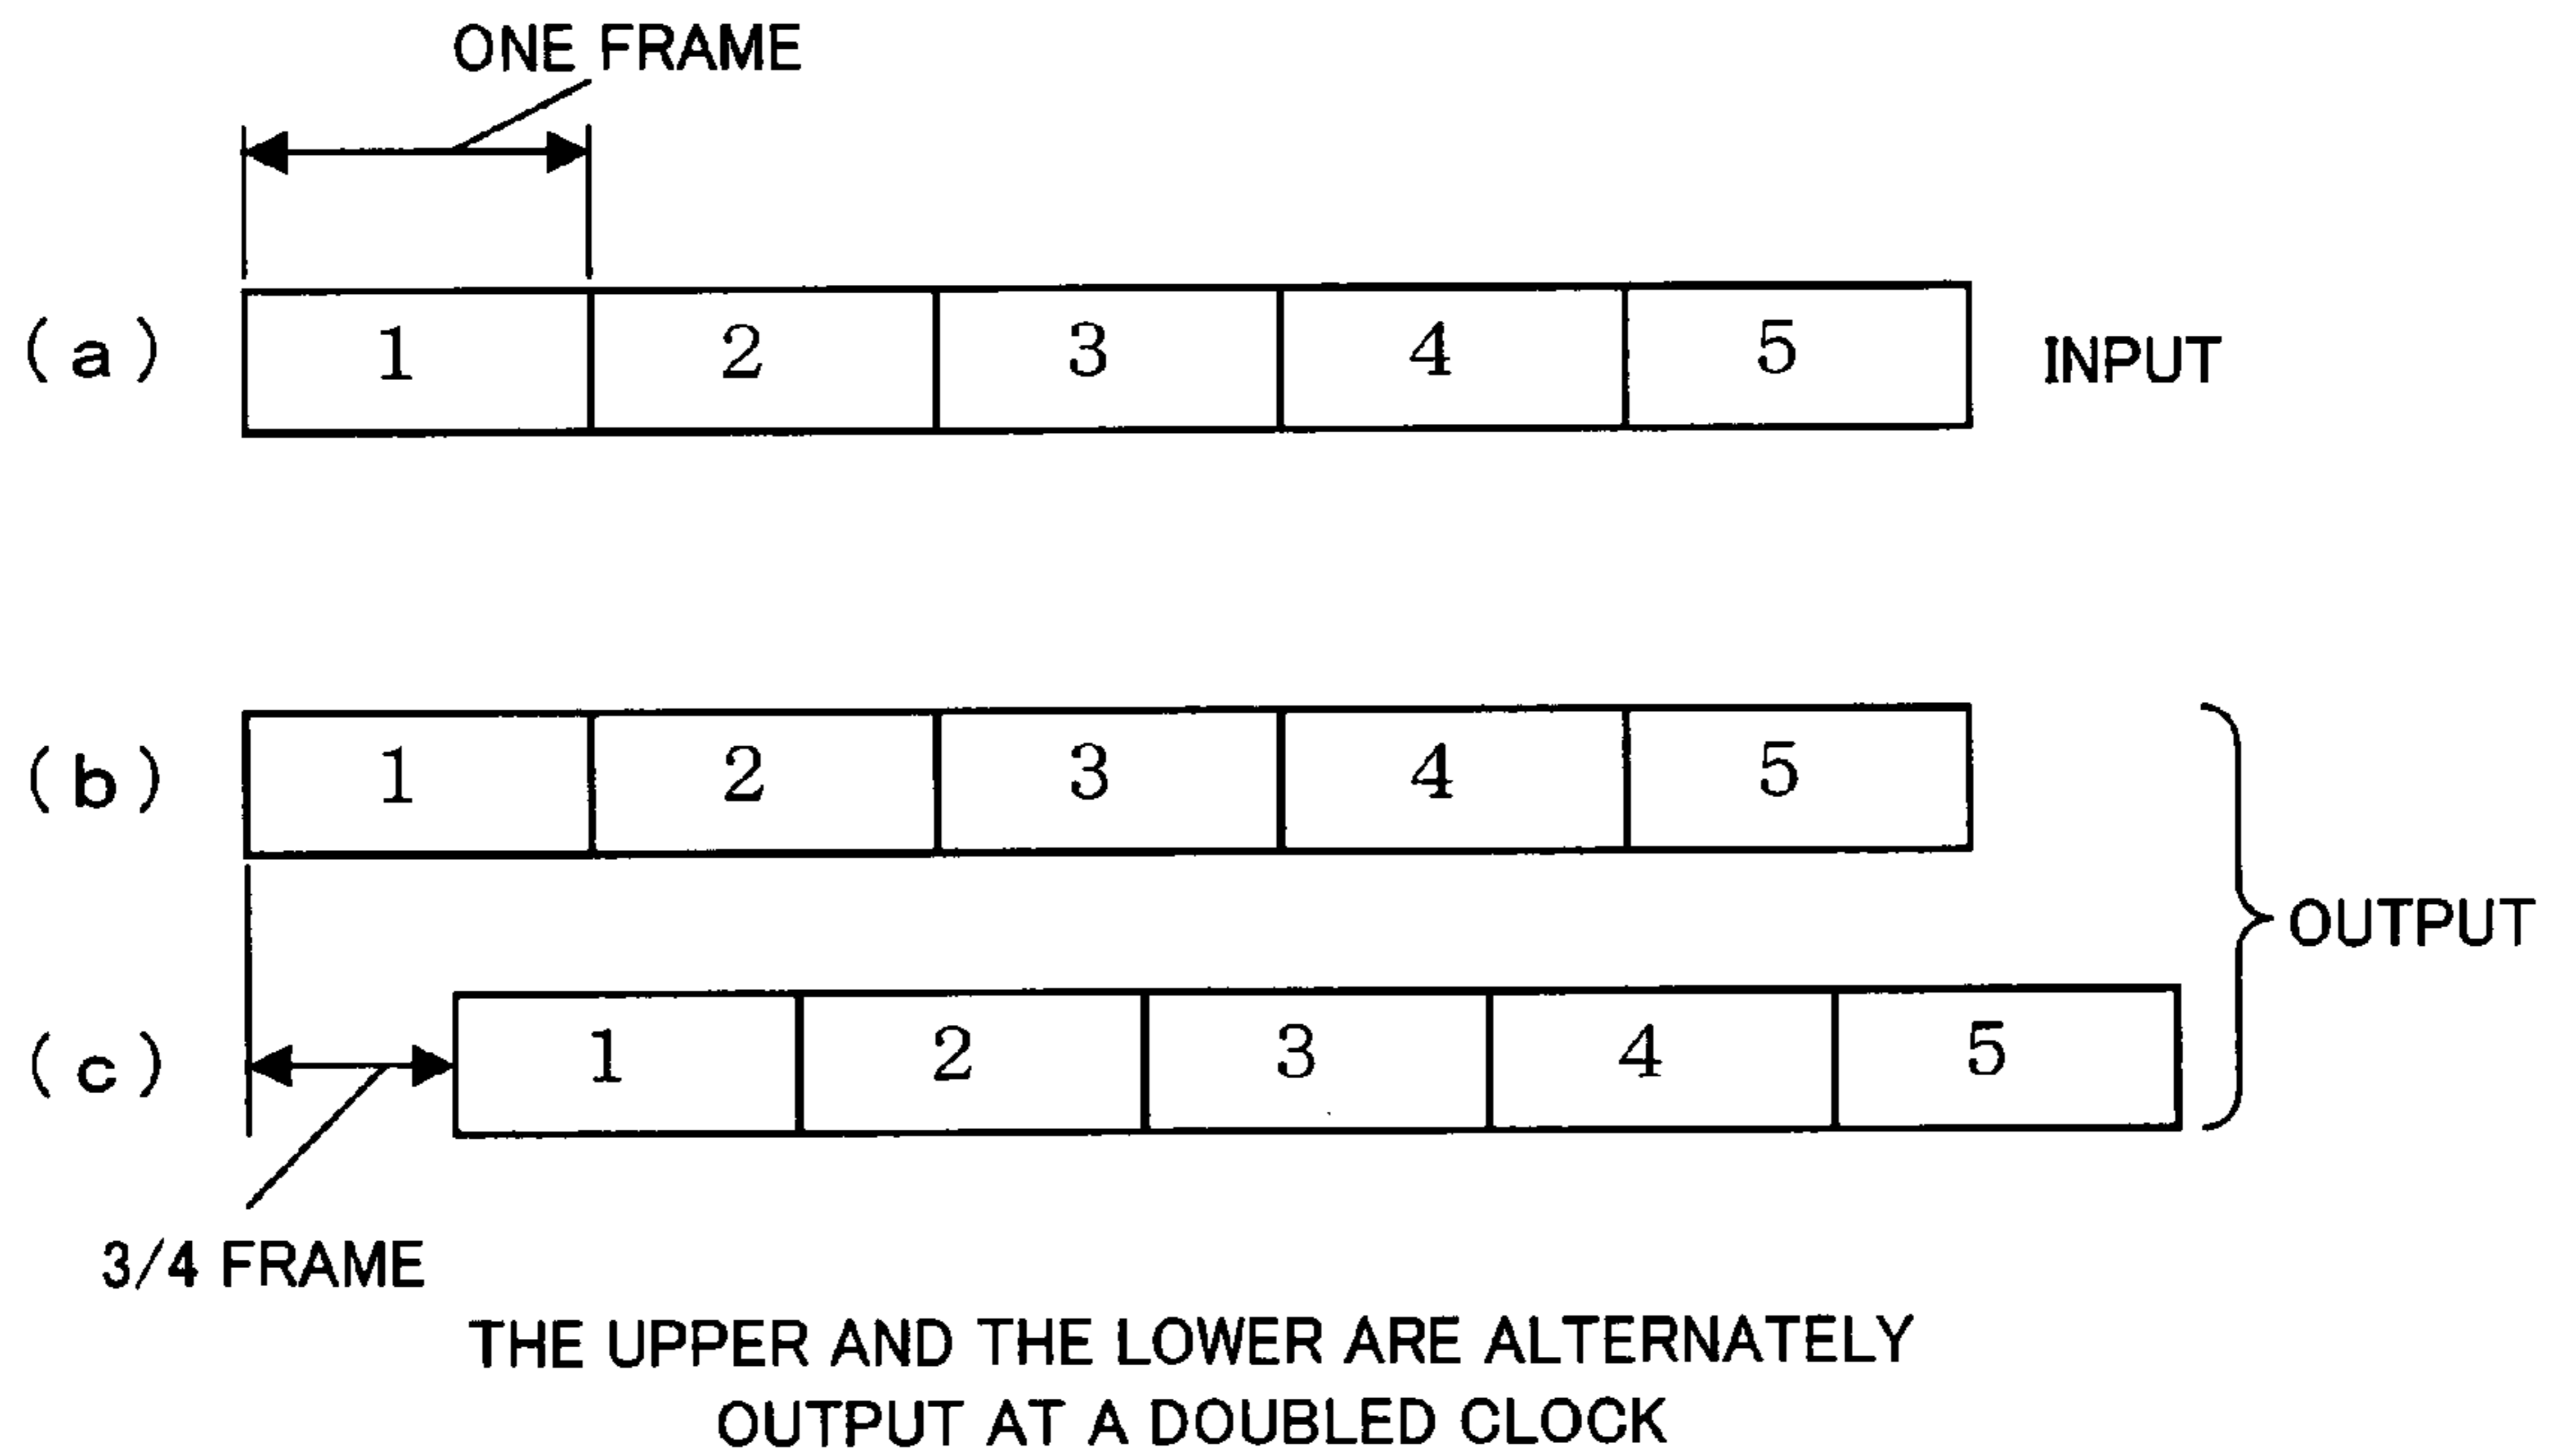 ONE FRAME
(a) 1 2 3 4 5 INPUT
(b) 1 2 3 4 5
OUTPUT
(c) 1 2 3 4 5
3/4 FRAME
THE UPPER AND THE LOWER ARE ALTERNATELY
OUTPUT AT A DOUBLED CLOCK